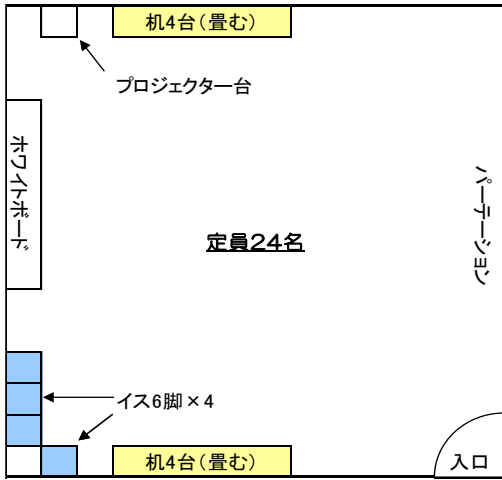 机4台(畳む)
プロジェクター台
ホワイトボード
パーテーション
定員24名
イス6脚×4
机4台(畳む)
入口